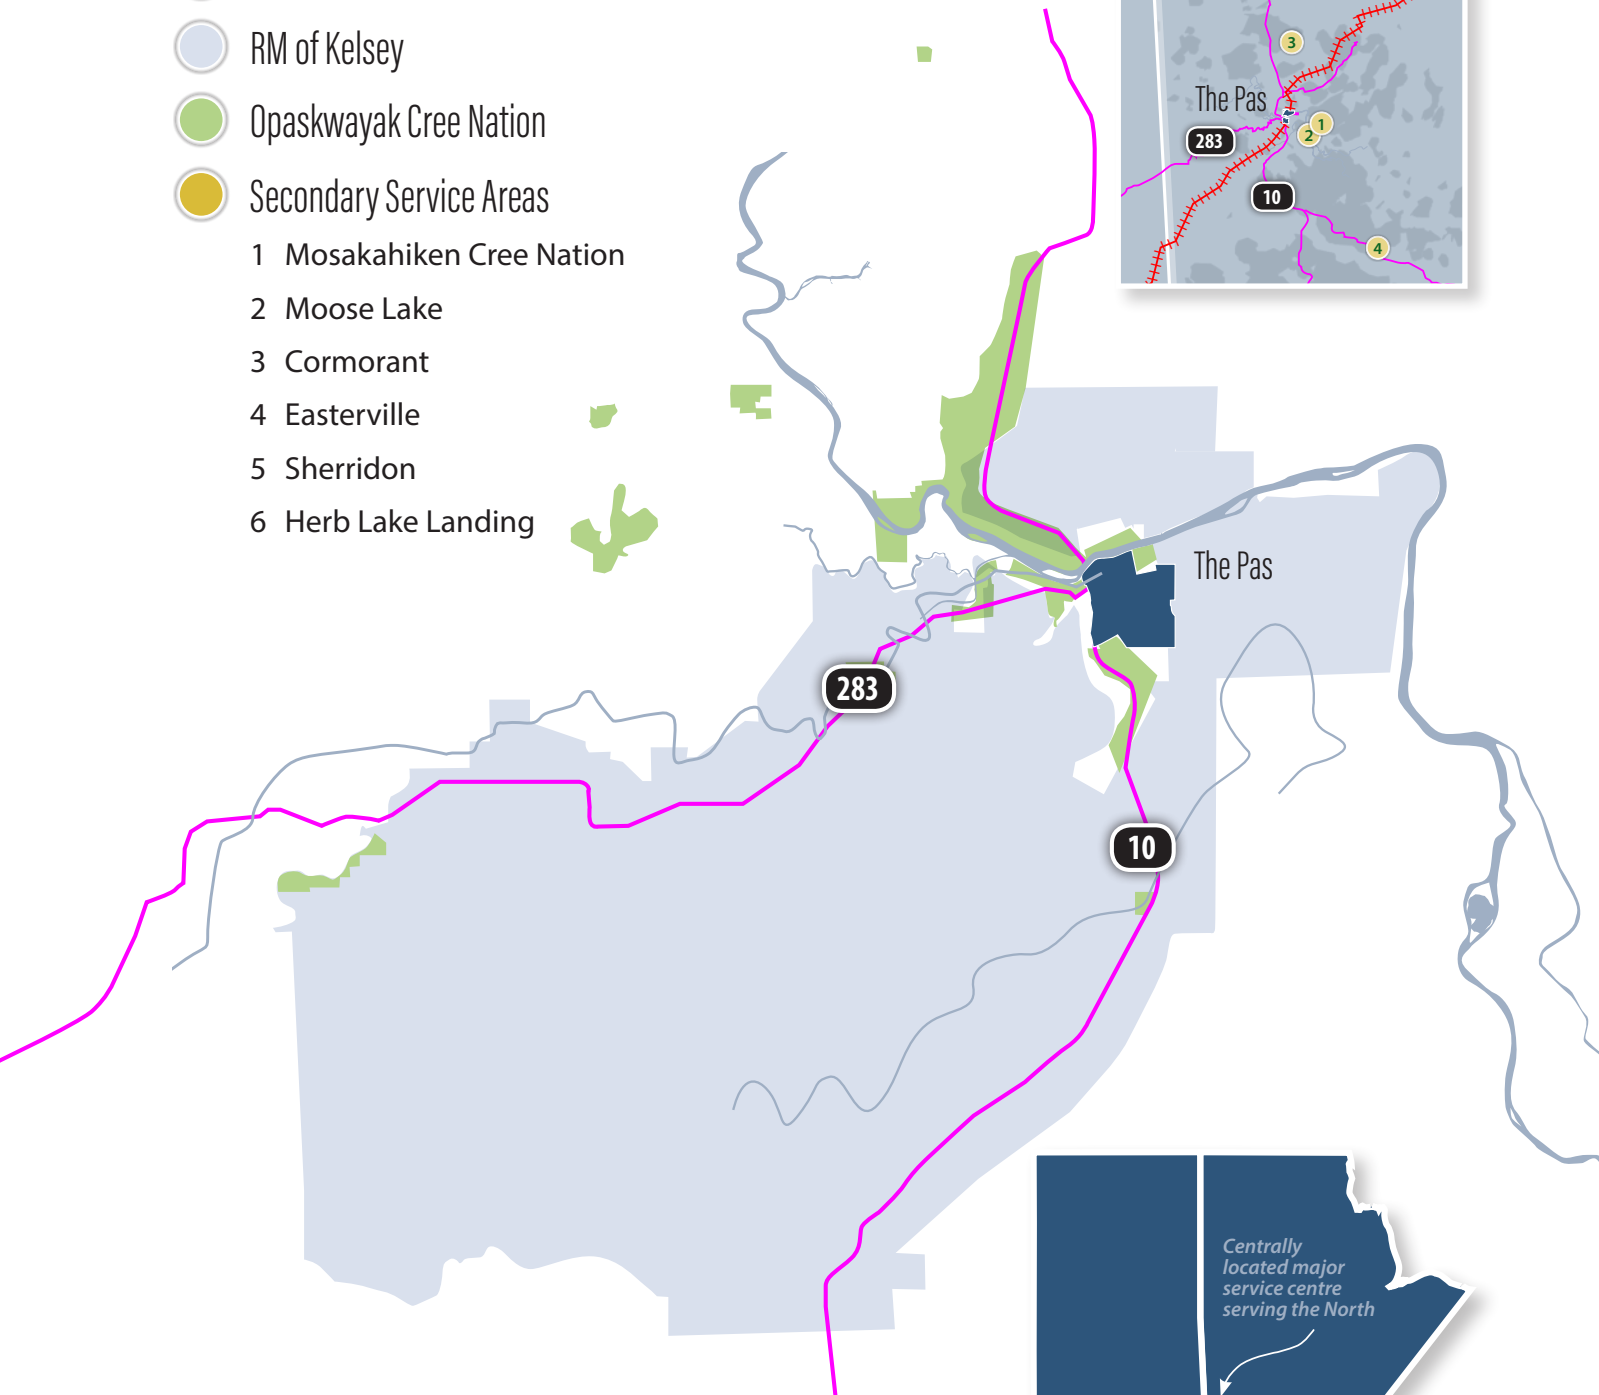 RM of Kelsey
Opaskwayak Cree Nation
Secondary Service Areas
1 Mosakahiken Cree Nation
2 Moose Lake
3 Cormorant
4 Easterville
5 Sherridon
6 Herb Lake Landing
3
The Pas
1
2
283
10
4
The Pas
283
10
Centrally
located major
service centre
serving the North